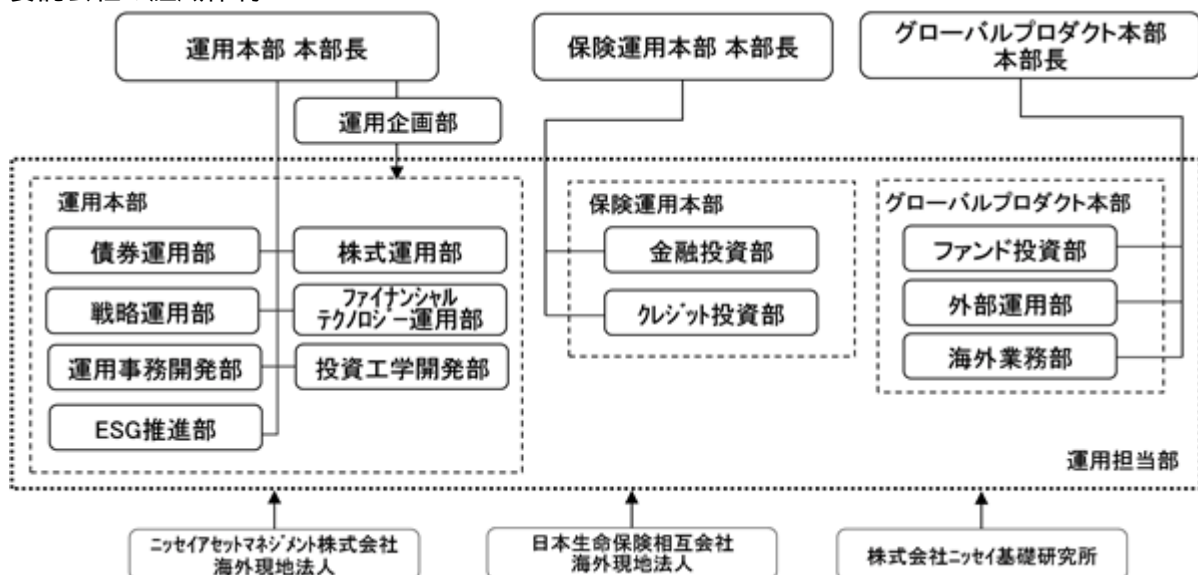 運用本部 本部長
保険運用本部 本部長
グローバルプロダクト本部
本部長
運用企画部
運用本部
債券運用部
株式運用部
戦略運用部
ファイナンシャル
テクノロジー運用部
運用事務開発部
投資工学開発部
ESG推進部
保険運用本部
金融投資部
クレジット投資部
グローバルプロダクト本部
ファンド投資部
外部運用部
海外業務部
運用担当部
ニッセイアセットマネジメント株式会社
海外現地法人
日本生命保険相互会社
海外現地法人
株式会社ニッセイ基礎研究所